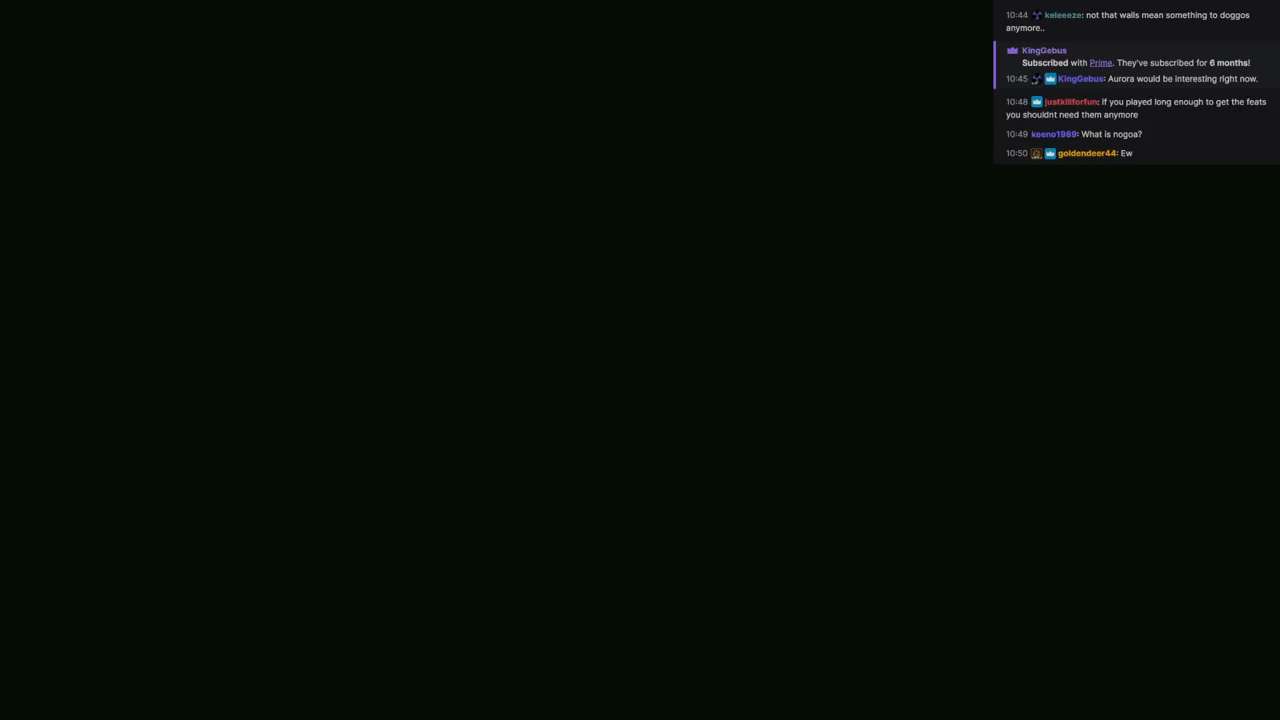 10:44 keleeeze: not that walls mean something to doggos
anymore..
KingGebus
Subscribed with Prime. They've subscribed for 6 months!
10:45 KingGebus: Aurora would be interesting right now.
10:48 justkillforfun: If you played long enough to get the feats
you shouldnt need them anymore
10:49 keeno1989: What is nogoa?
10:50 goldendeer44: Ew